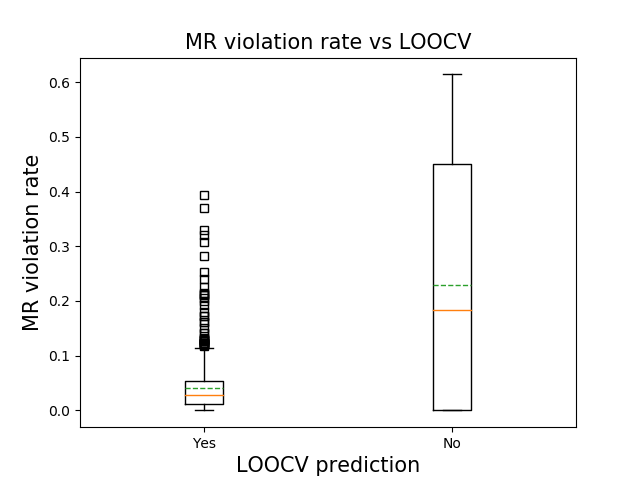 MR violation rate vs LOOCV
MR violation rate
0.6
0.5
0.4
0.3
0.2
0.1
0.0
Yes
No
LOOCV prediction